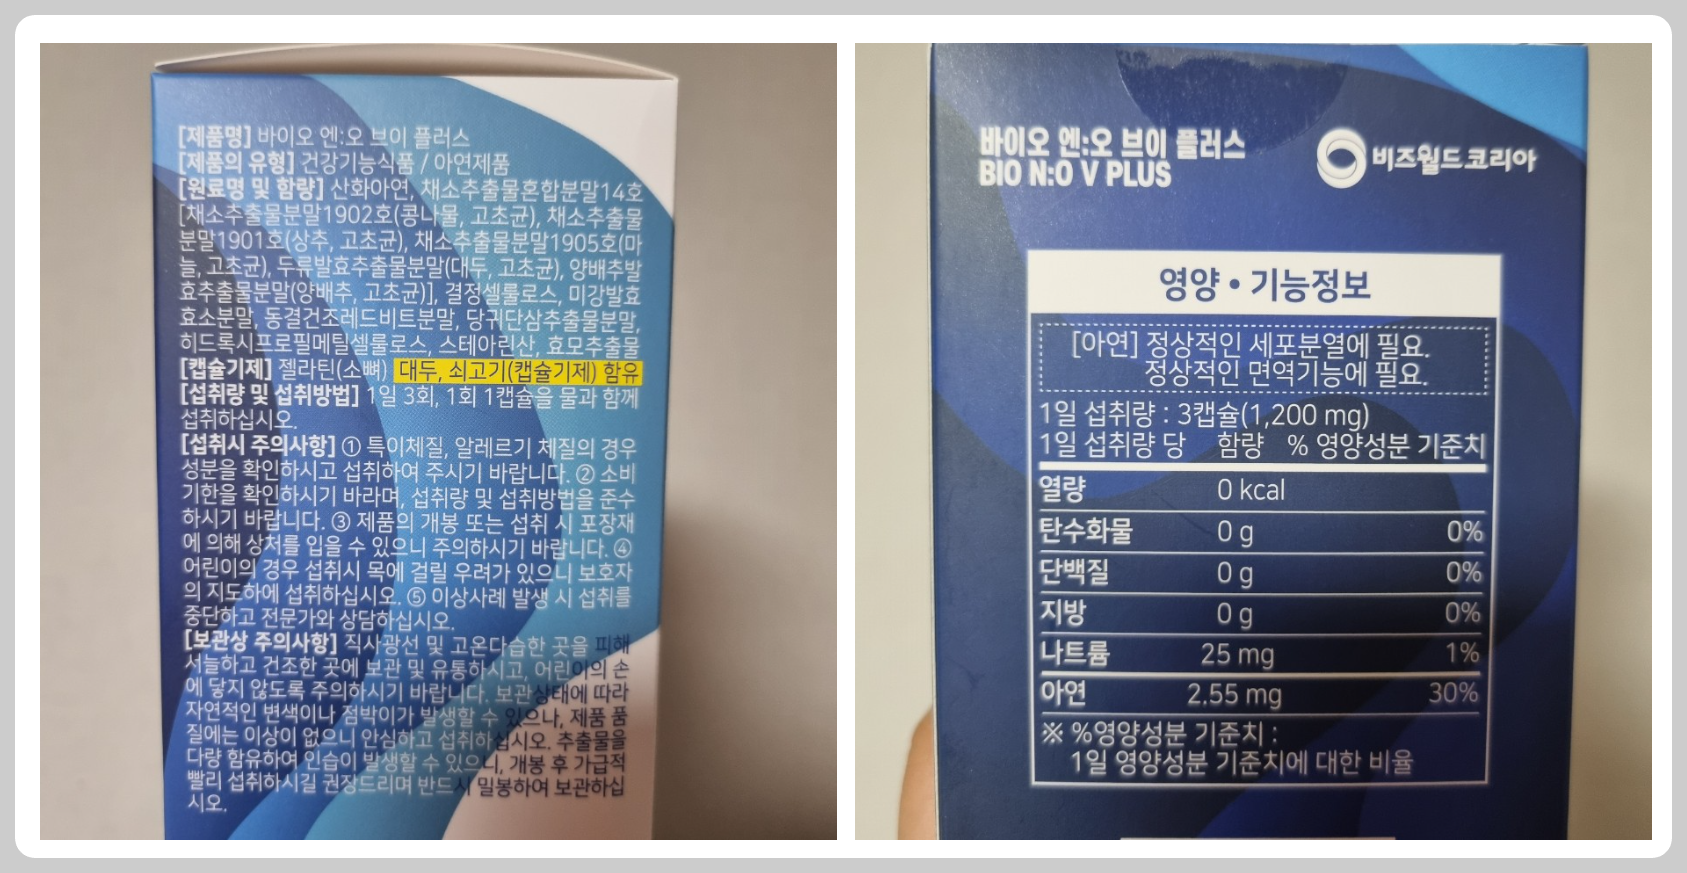 [제품명] 바이오 엔:오 브이 플러스
[제품의 유형] 건강기능식품 / 아연제품
[원료명 및 함량] 산화아연, 채소추출물혼합분말14호
[채소추출물분말1902호(콩나물, 고초균), 채소추출물
분말1901호(상추, 고초균), 채소추출물분말1905호(마
늘, 고초균), 두류발효추출물분말(대두, 고초균), 양배추발
효추출물분말(양배추, 고초균)], 결정셀룰로스, 미강발효
효소분말, 동결건조레드비트분말, 당귀단삼추출물분말,
히드록시프로필메틸셀룰로스, 스테아린산, 효모추출물
[캡슐기제] 젤라틴(소뼈) 대두, 쇠고기(캡슐기제) 함유
[섭취량 및 섭취방법] 1일 3회, 1회 1캡슐을 물과 함께
섭취하십시오.
[섭취시 주의사항] ① 특이체질, 알레르기 체질의 경우
성분을 확인하시고 섭취하여 주시기 바랍니다. ② 소비
기한을 확인하시기 바라며, 섭취량 및 섭취방법을 준수
하시기 바랍니다. ③ 제품의 개봉 또는 섭취 시 포장재
에 의해 상처를 입을 수 있으니 주의하시기 바랍니다. ④
어린이의 경우 섭취시 목에 걸릴 우려가 있으니 보호자
의 지도하에 섭취하십시오. ⑤ 이상사례 발생 시 섭취를
중단하고 전문가와 상담하십시오.
[보관상 주의사항] 직사광선 및 고온다습한 곳을 피해
서늘하고 건조한 곳에 보관 및 유통하시고, 어린이의 손
에 닿지 않도록 주의하시기 바랍니다. 보관상태에 따라
자연적인 변색이나 점박이가 발생할 수 있으나, 제품 품
질에는 이상이 없으니 안심하고 섭취하십시오. 추출물을
다량 함유하여 인습이 발생할 수 있으니, 개봉 후 가급적
빨리 섭취하시길 권장드리며 반드시 밀봉하여 보관하십
시오.
바이오 엔:오 브이 플러스
BIO N:O V PLUS
비즈월드코리아
영양 • 기능정보
[아연] 정상적인 세포분열에 필요.
정상적인 면역기능에 필요.
1일 섭취량 : 3캡슐(1,200 mg)
1일 섭취량 당 함량 % 영양성분 기준치
열량 0 kcal
탄수화물 0 g 0%
단백질 0 g 0%
지방 0 g 0%
나트륨 25 mg 1%
아연 2.55 mg 30%
※ %영양성분 기준치 :
1일 영양성분 기준치에 대한 비율